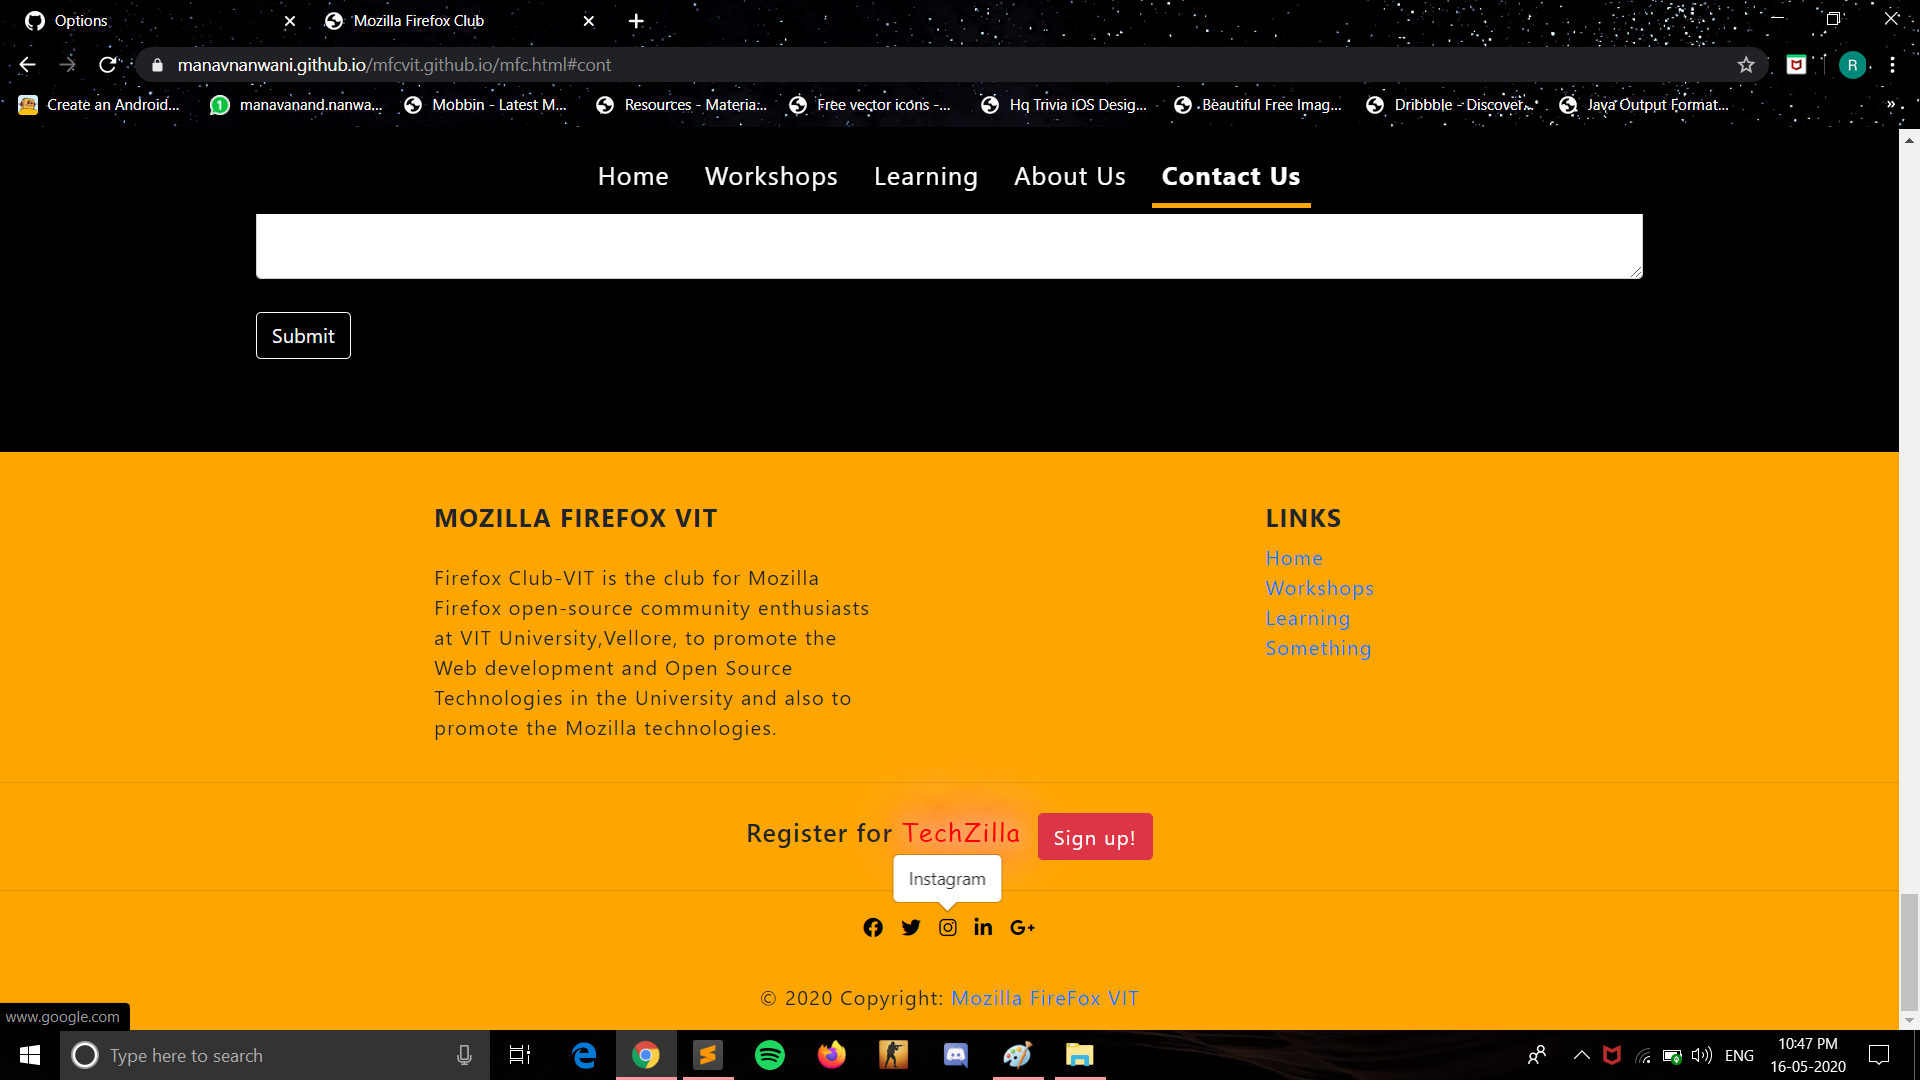 Options
Mozilla Firefox Club
manavnanwani.github.io/mfcvit.github.io/mfc.html#cont
R
Create an Android...
1
manavanand.nanwa...
Mobbin - Latest M...
Resources - Materia...
Free vector icons -...
Hq Trivia iOS Desig...
Beautiful Free Imag...
Dribbble - Discover...
Java Output Format...
»
Home
Workshops
Learning
About Us
Contact Us
Submit
MOZILLA FIREFOX VIT
Firefox Club-VIT is the club for Mozilla
Firefox open-source community enthusiasts
at VIT University,Vellore, to promote the
Web development and Open Source
Technologies in the University and also to
promote the Mozilla technologies.
LINKS
Home
Workshops
Learning
Something
Register for TechZilla
Sign up!
Instagram
© 2020 Copyright: Mozilla FireFox VIT
www.google.com
Type here to search
ENG
10:47 PM
16-05-2020